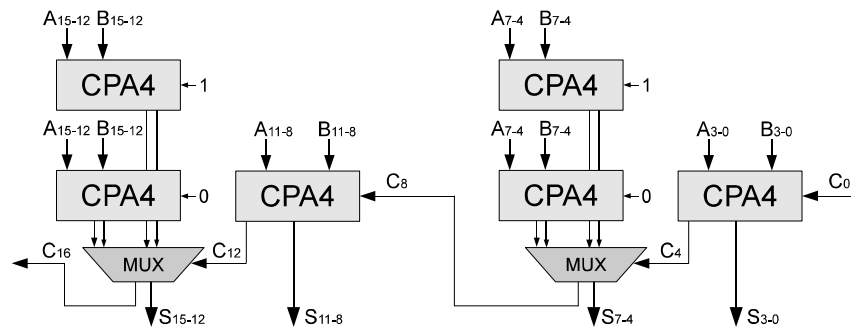 A15-12 B15-12 A7-4 B7-4
CPA4 1 CPA4 1
A15-12 B15-12 A11-8 B11-8 A7-4 B7-4 A3-0 B3-0
CPA4 0 CPA4 C8 CPA4 0 CPA4 C0
C16 MUX C12 MUX C4
S15-12 S11-8 S7-4 S3-0